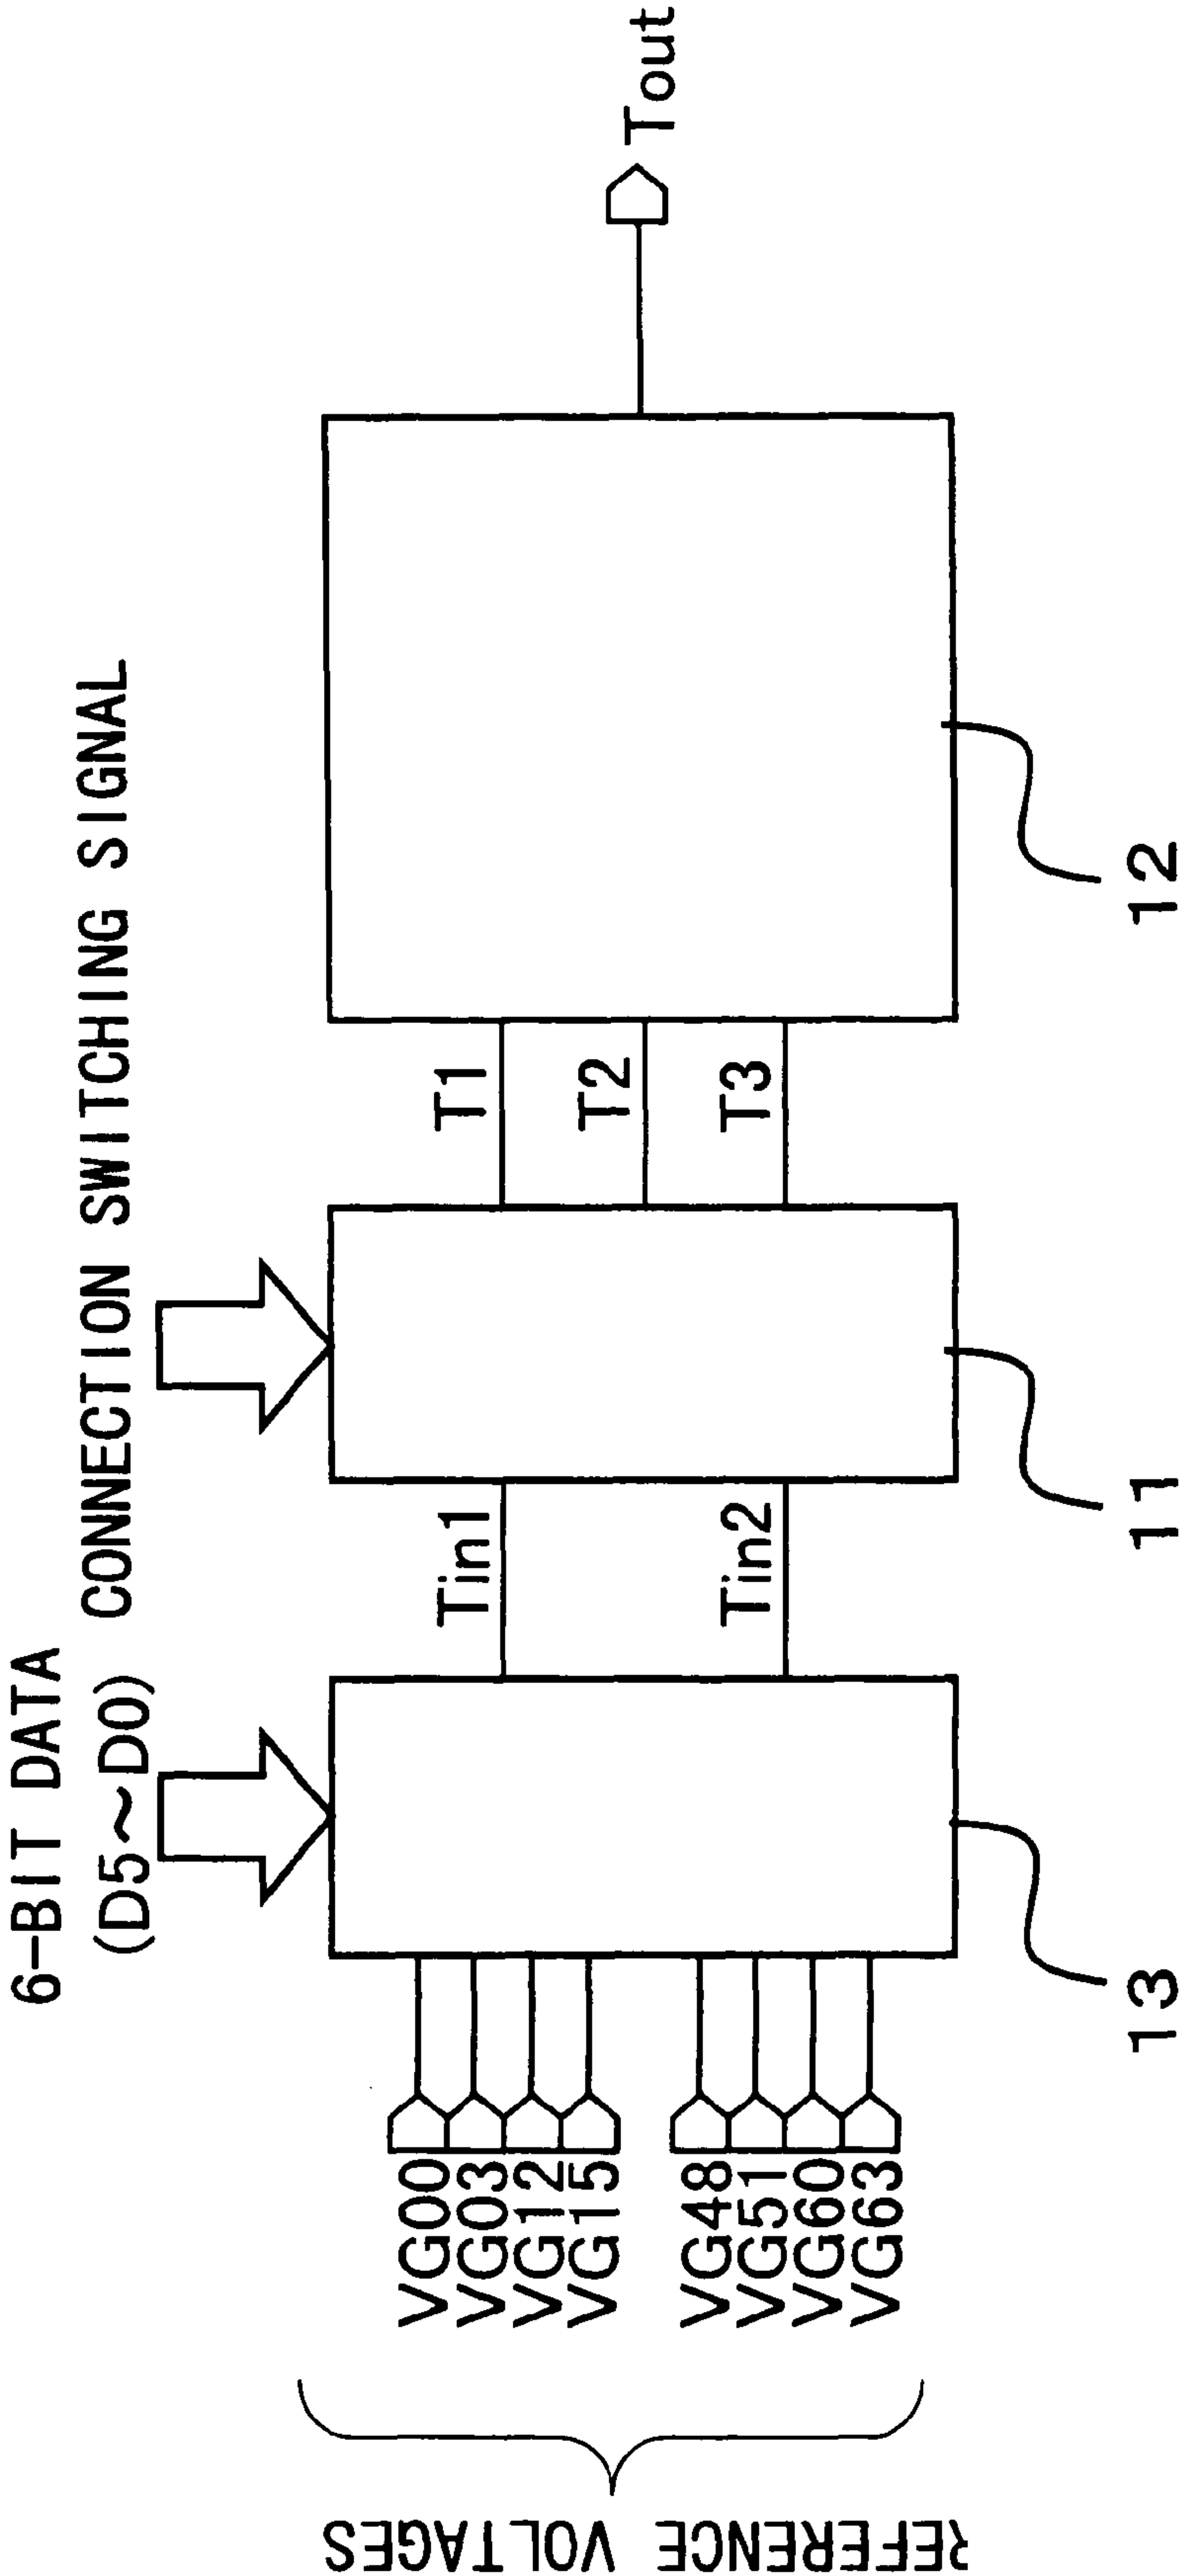 6-BIT DATA
(D5~D0)
CONNECTION SWITCHING SIGNAL
VG00
VG03
VG12
VG15
VG48
VG51
VG60
VG63
REFERENCE VOLTAGES
Tin1
Tin2
T1
T2
T3
Tout
13
11
12